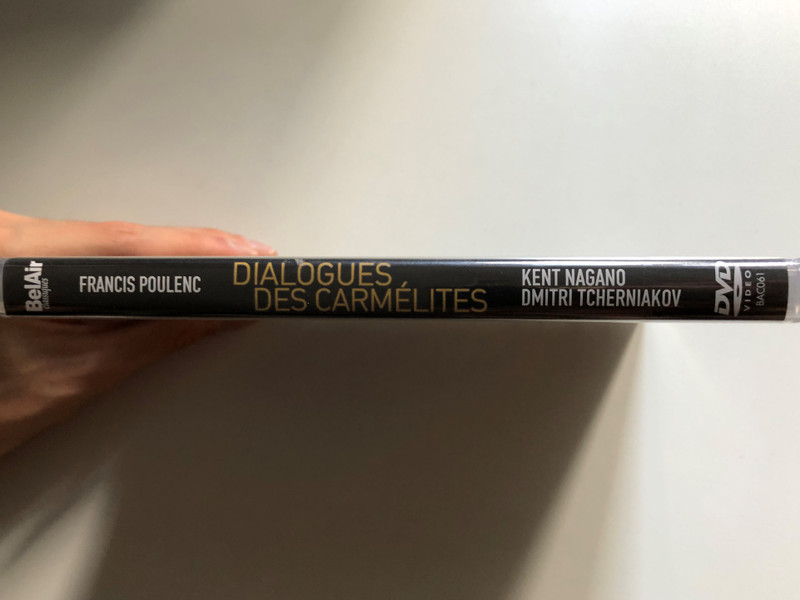 BelAir
classiques
FRANCIS POULENC
DIALOGUES
DES CARMÉLITES
KENT NAGANO
DMITRI TCHERNIAKOV
DVD
VIDEO
BAC061